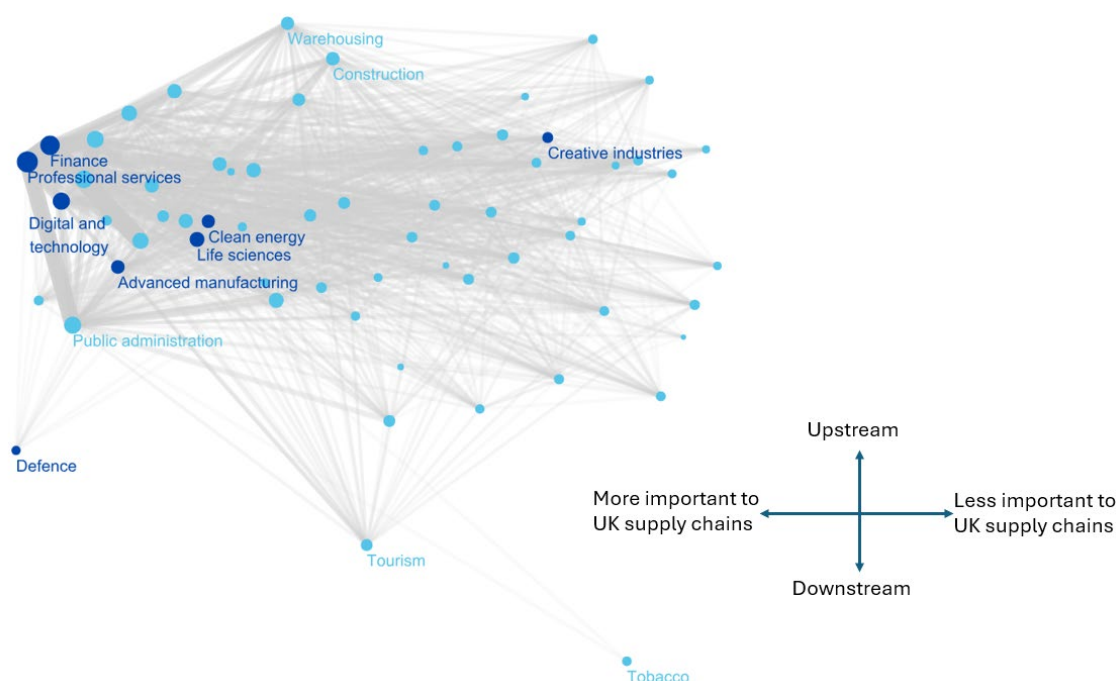 Warehousing
Construction
Creative industries
Finance
Professional services
Digital and
technology
Clean energy
Life sciences
Advanced manufacturing
Public administration
Defence
Tourism
Tobacco
Upstream
More important to
UK supply chains
Less important to
UK supply chains
Downstream